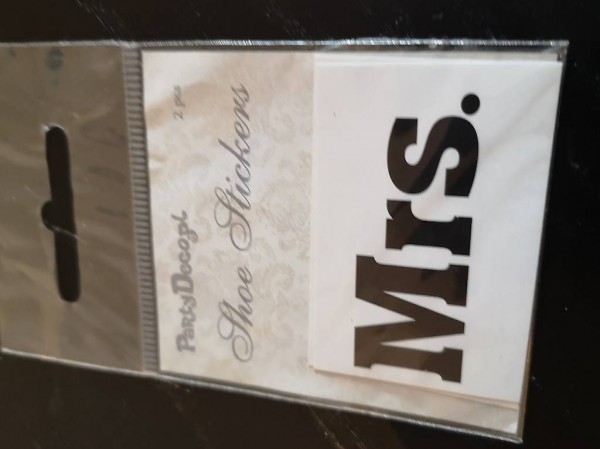 PartyDeco.pl
2 pcs
Shoe Stickers
Mrs.